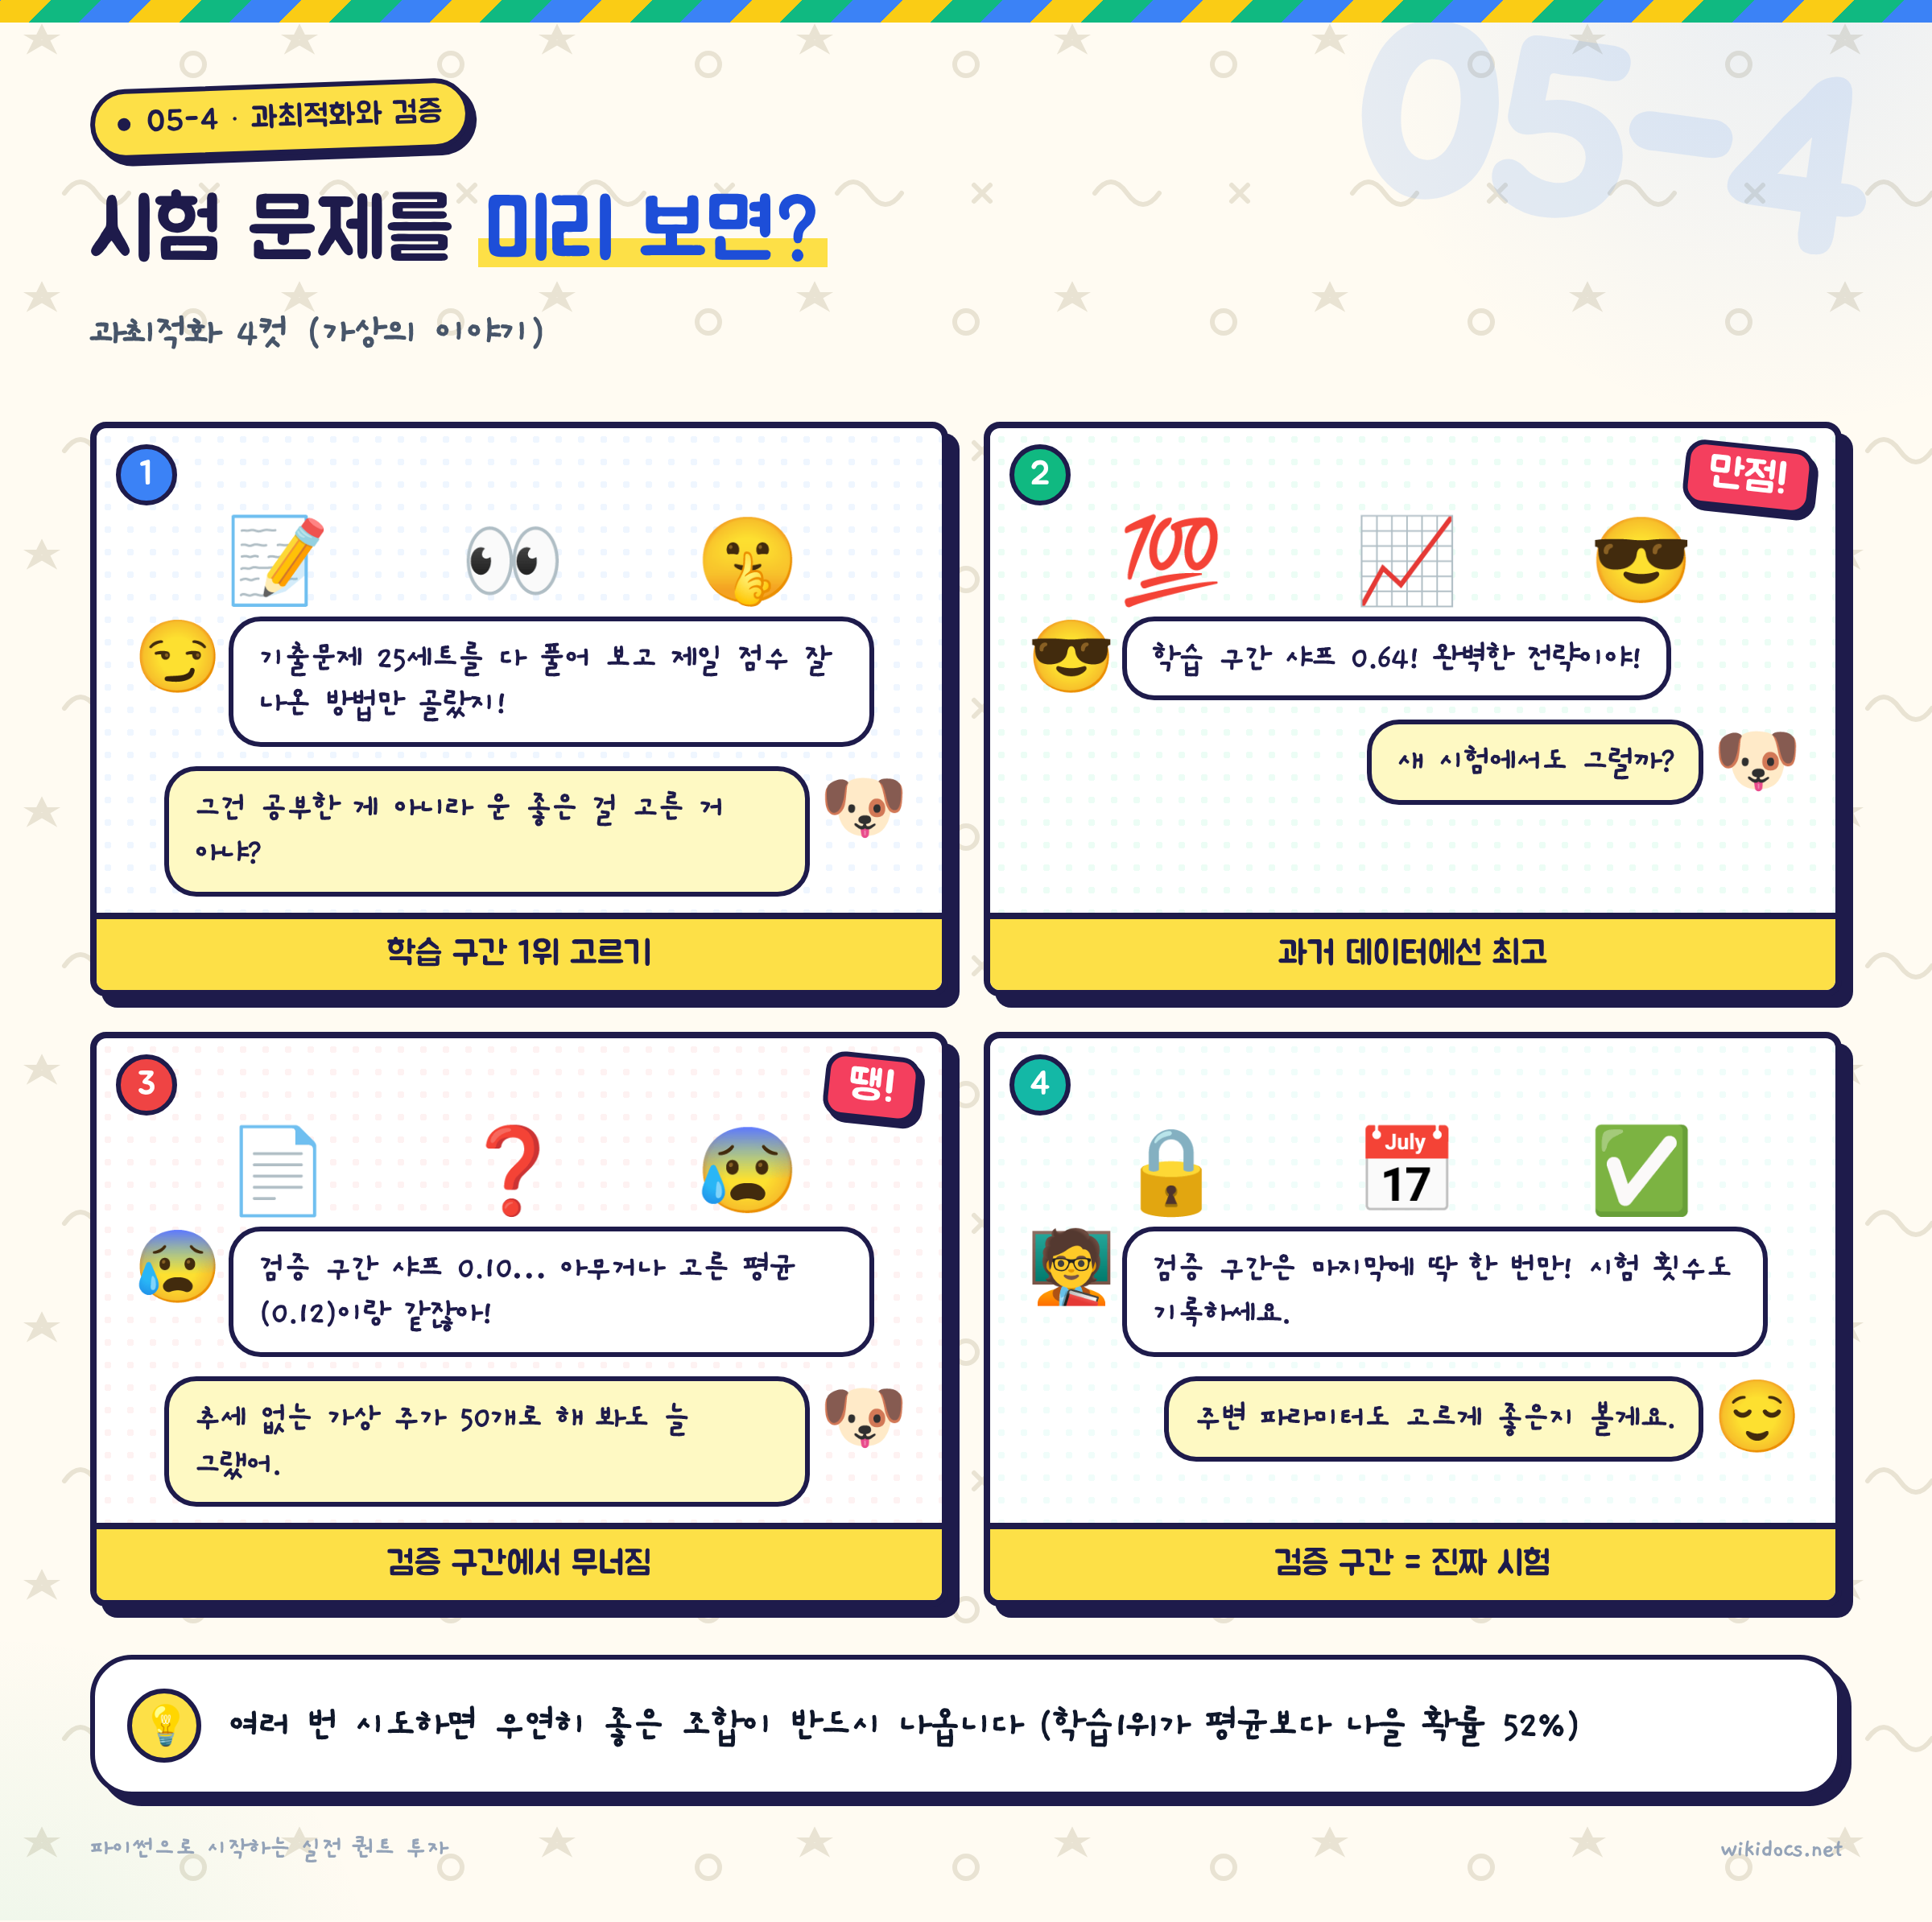 05-4
05-4 · 과최적화와 검증
시험 문제를 미리 보면?
과최적화 4컷 (가상의 이야기)
1
기출문제 25세트를 다 풀어 보고 제일 점수 잘
나온 방법만 골랐지!
그건 공부한 게 아니라 운 좋은 걸 고른 거
아냐?
학습 구간 1위 고르기
2
만점!
100
학습 구간 샤프 0.64! 완벽한 전략이야!
새 시험에서도 그럴까?
과거 데이터에선 최고
3
땡!
검증 구간 샤프 0.10... 아무거나 고른 평균
(0.12)이랑 같잖아!
추세 없는 가상 주가 50개로 해 봐도 늘
그랬어.
검증 구간에서 무너짐
4
July
17
검증 구간은 마지막에 딱 한 번만! 시험 횟수도
기록하세요.
주변 파라미터도 고르게 좋은지 볼게요.
검증 구간 = 진짜 시험
여러 번 시도하면 우연히 좋은 조합이 반드시 나옵니다 (학습1위가 평균보다 나을 확률 52%)
파이썬으로 시작하는 실전 퀀트 투자
wikidocs.net